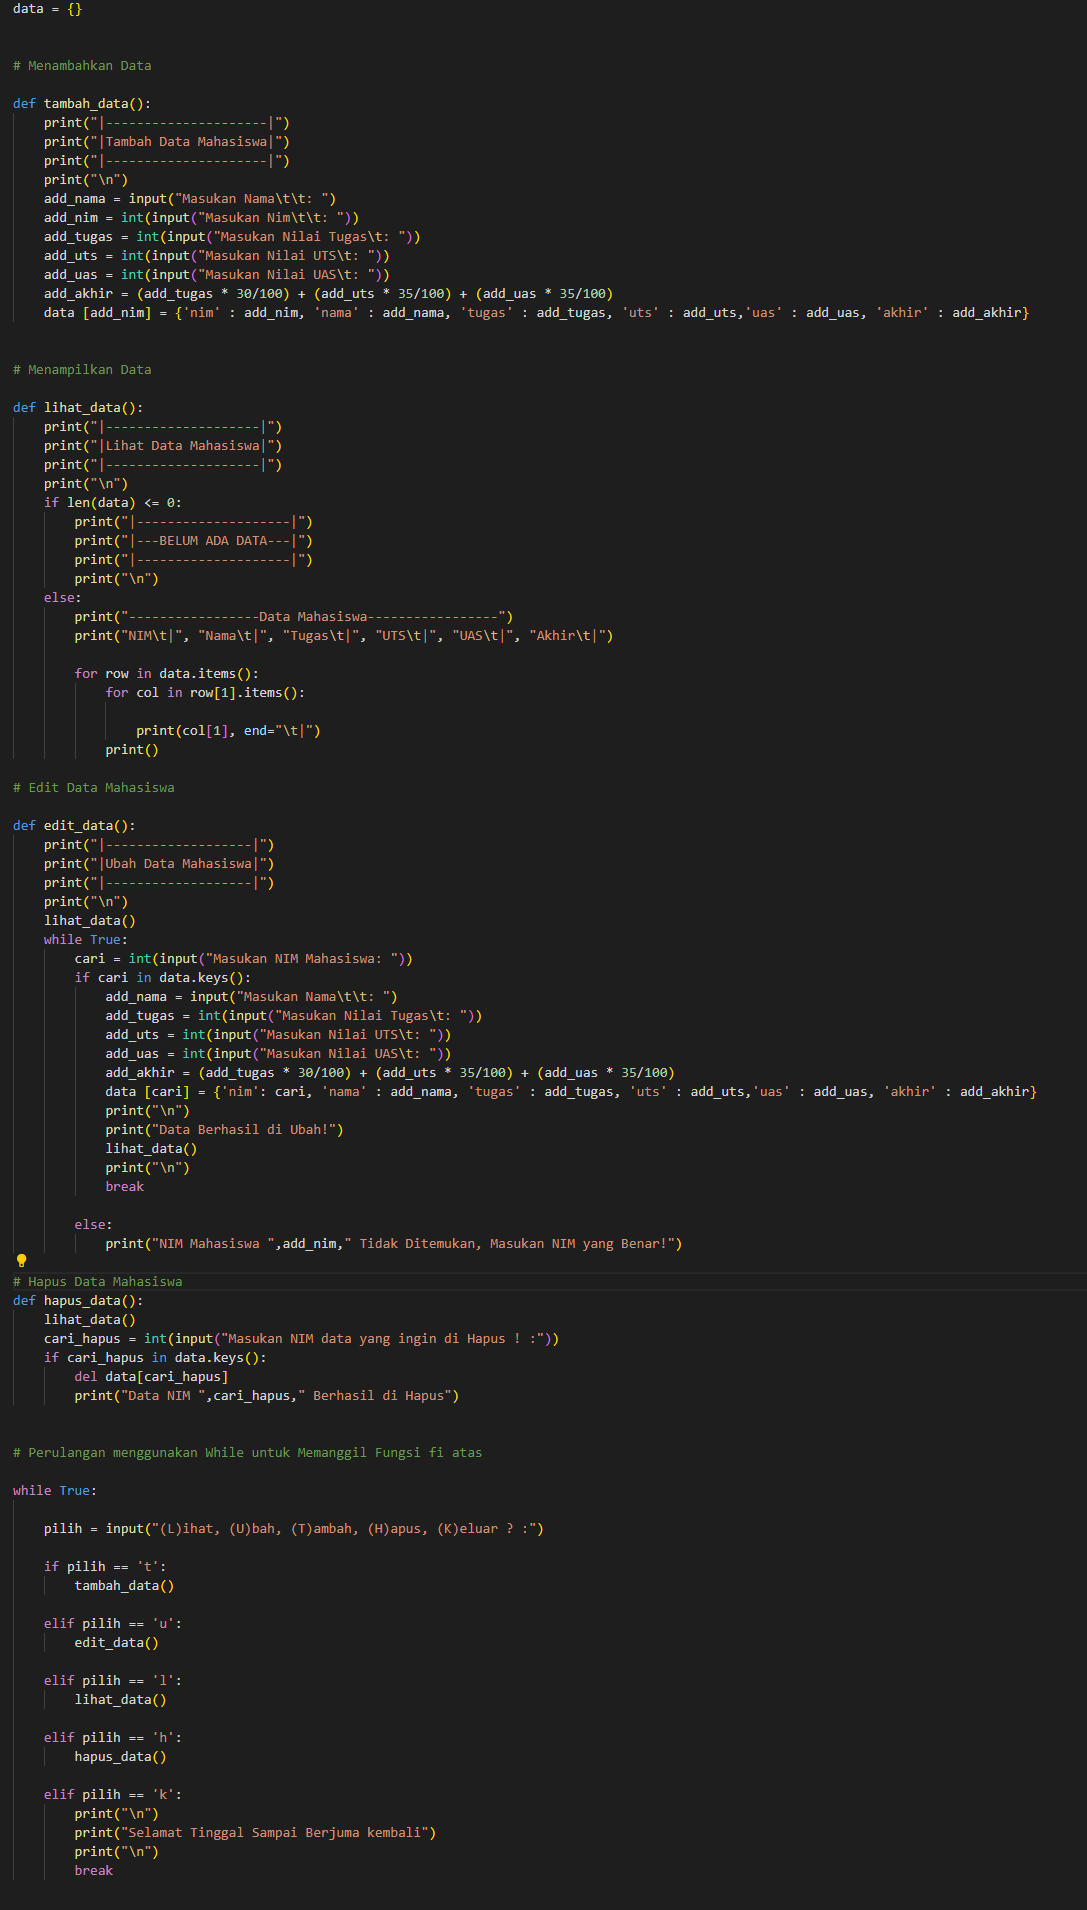 data = {}
# Menambahkan Data
def tambah_data():
    print("|---------------------|")
    print("|Tambah Data Mahasiswa|")
    print("|---------------------|")
    print("\n")
    add_nama = input("Masukan Nama\t\t: ")
    add_nim = int(input("Masukan Nim\t\t: "))
    add_tugas = int(input("Masukan Nilai Tugas\t: "))
    add_uts = int(input("Masukan Nilai UTS\t: "))
    add_uas = int(input("Masukan Nilai UAS\t: "))
    add_akhir = (add_tugas * 30/100) + (add_uts * 35/100) + (add_uas * 35/100)
    data [add_nim] = {'nim' : add_nim, 'nama' : add_nama, 'tugas' : add_tugas, 'uts' : add_uts,'uas' : add_uas, 'akhir' : add_akhir}
# Menampilkan Data
def lihat_data():
    print("|--------------------|")
    print("|Lihat Data Mahasiswa|")
    print("|--------------------|")
    print("\n")
    if len(data) <= 0:
        print("|--------------------|")
        print("|---BELUM ADA DATA---|")
        print("|--------------------|")
        print("\n")
    else:
        print("-----------------Data Mahasiswa-----------------")
        print("NIM\t|", "Nama\t|", "Tugas\t|", "UTS\t|", "UAS\t|", "Akhir\t|")
        for row in data.items():
            for col in row[1].items():
                print(col[1], end="\t|")
            print()
# Edit Data Mahasiswa
def edit_data():
    print("|-------------------|")
    print("|Ubah Data Mahasiswa|")
    print("|-------------------|")
    print("\n")
    lihat_data()
    while True:
        cari = int(input("Masukan NIM Mahasiswa: "))
        if cari in data.keys():
            add_nama = input("Masukan Nama\t\t: ")
            add_tugas = int(input("Masukan Nilai Tugas\t: "))
            add_uts = int(input("Masukan Nilai UTS\t: "))
            add_uas = int(input("Masukan Nilai UAS\t: "))
            add_akhir = (add_tugas * 30/100) + (add_uts * 35/100) + (add_uas * 35/100)
            data [cari] = {'nim': cari, 'nama' : add_nama, 'tugas' : add_tugas, 'uts' : add_uts,'uas' : add_uas, 'akhir' : add_akhir}
            print("\n")
            print("Data Berhasil di Ubah!")
            lihat_data()
            print("\n")
            break
        else:
            print("NIM Mahasiswa ",add_nim," Tidak Ditemukan, Masukan NIM yang Benar!")
# Hapus Data Mahasiswa
def hapus_data():
    lihat_data()
    cari_hapus = int(input("Masukan NIM data yang ingin di Hapus ! :"))
    if cari_hapus in data.keys():
        del data[cari_hapus]
        print("Data NIM ",cari_hapus," Berhasil di Hapus")
# Perulangan menggunakan While untuk Memanggil Fungsi fi atas
while True:
    pilih = input("(L)ihat, (U)bah, (T)ambah, (H)apus, (K)eluar ? :")
    if pilih == 't':
        tambah_data()
    elif pilih == 'u':
        edit_data()
    elif pilih == 'l':
        lihat_data()
    elif pilih == 'h':
        hapus_data()
    elif pilih == 'k':
        print("\n")
        print("Selamat Tinggal Sampai Berjuma kembali")
        print("\n")
        break